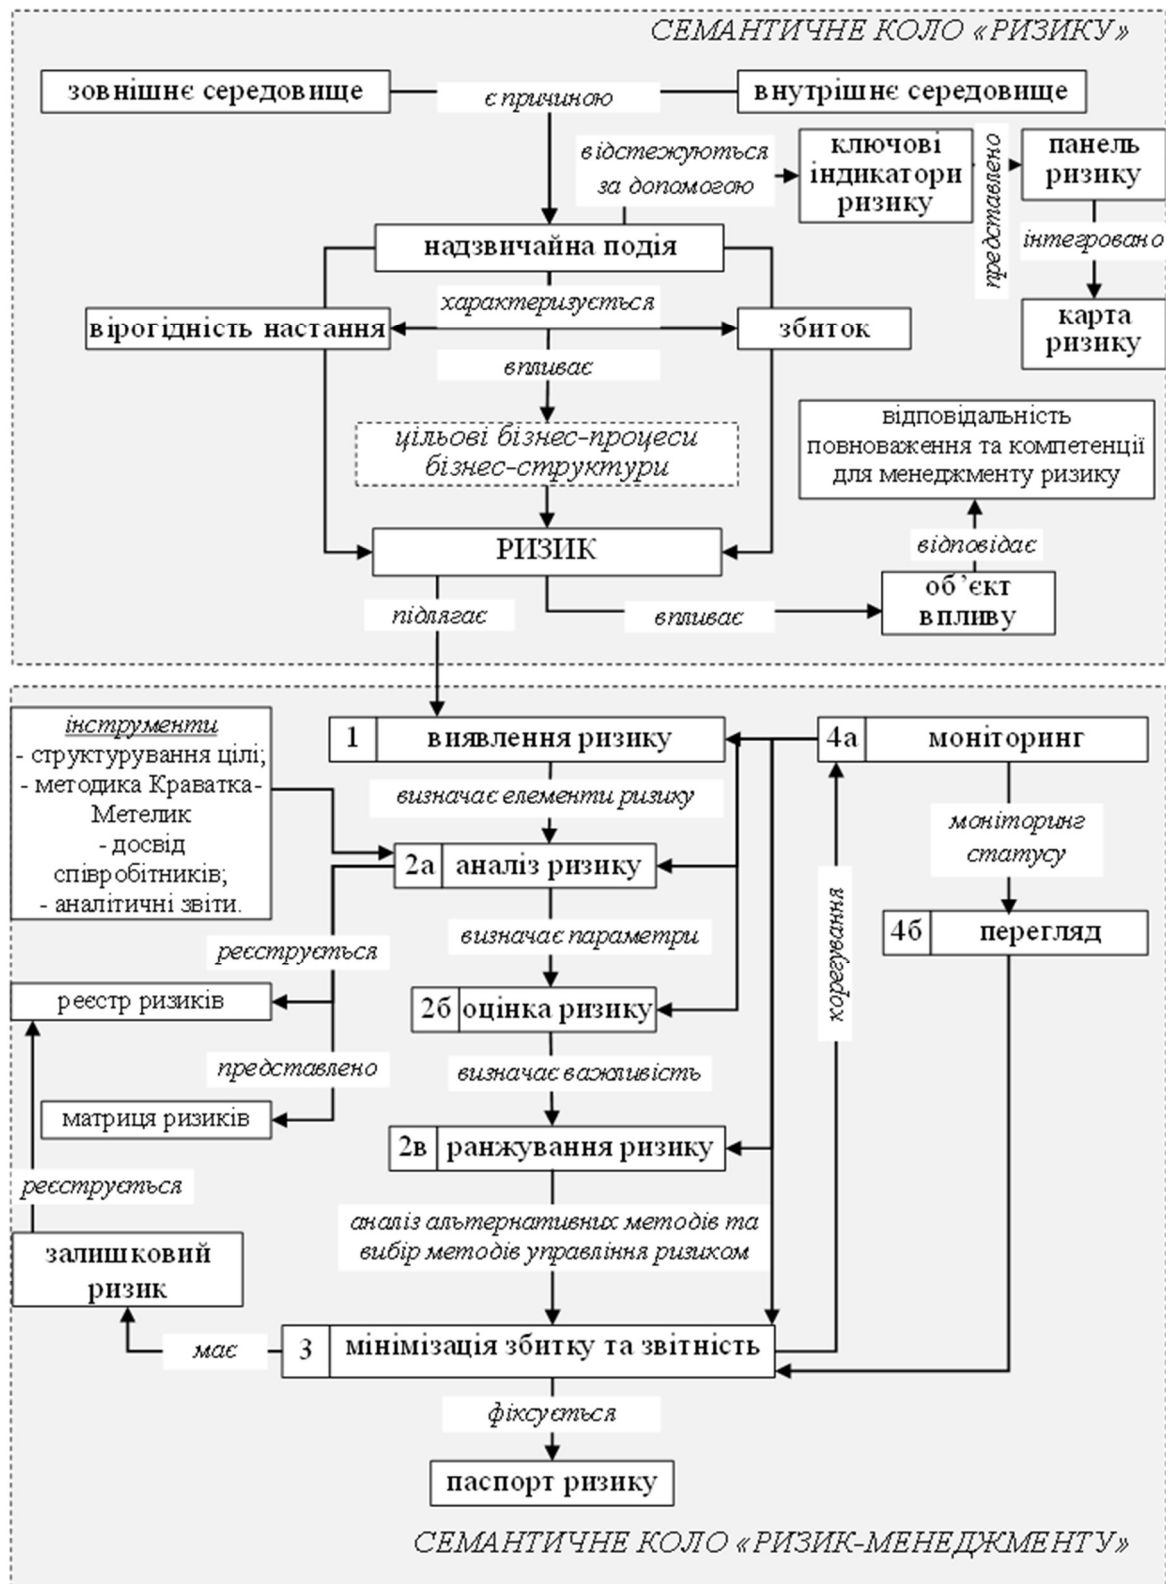 СЕМАНТИЧНЕ КОЛО «РИЗИКУ»
зовнішнє середовище
є причиною
внутрішнє середовище
відстежуються
за допомогою
ключові
індикатори
ризику
представлено
панель
ризику
інтегровано
карта
ризику
надзвичайна подія
характеризується
вірогідність настання
збиток
впливає
цільові бізнес-процеси
бізнес-структури
відповідальність
повноваження та компетенції
для менеджменту ризику
РИЗИК
відповідає
підлягає
впливає
об’єкт
впливу
інструменти
- структурування цілі;
- методика Краватка-
Метелик
- досвід
співробітників;
- аналітичні звіти.
1 виявлення ризику
4а моніторинг
визначає елементи ризику
моніторинг
статусу
2а аналіз ризику
корегування
4б перегляд
реєструється
визначає параметри
реєстр ризиків
2б оцінка ризику
представлено
визначає важливість
матриця ризиків
2в ранжування ризику
реєструється
аналіз альтернативних методів та
вибір методів управління ризиком
залишковий
ризик
має
3 мінімізація збитку та звітність
фіксується
паспорт ризику
СЕМАНТИЧНЕ КОЛО «РИЗИК-МЕНЕДЖМЕНТУ»